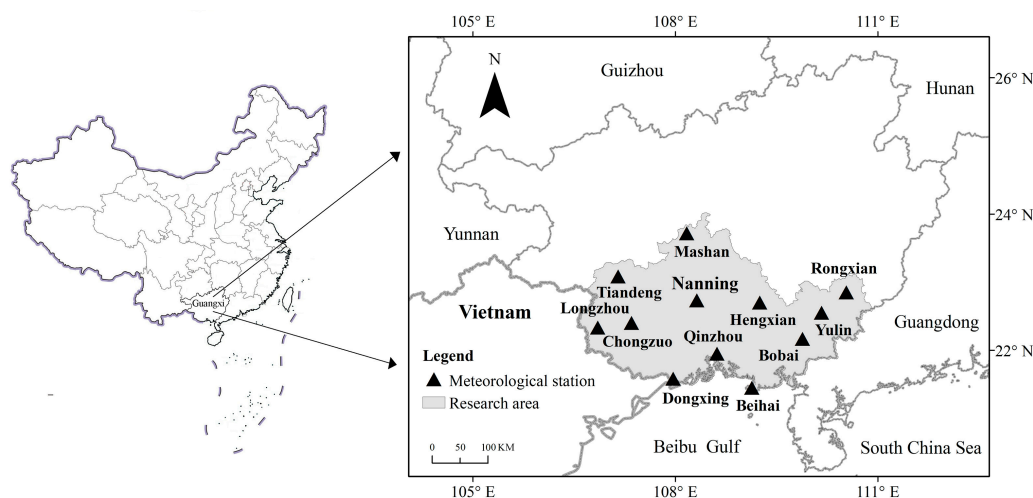 105° E
108° E
111° E
N
Guizhou
26° N
Hunan
24° N
Yunnan
Mashan
Rongxian
Tiandeng
Nanning
Guangxi
Longzhou
Vietnam
Hengxian
Yulin
Guangdong
Chongzuo
Qinzhou
Bobai
22° N
Legend
Meteorological station
Research area
Dongxing
Beihai
0 50 100 KM
Beibu Gulf
South China Sea
105° E
108° E
111° E